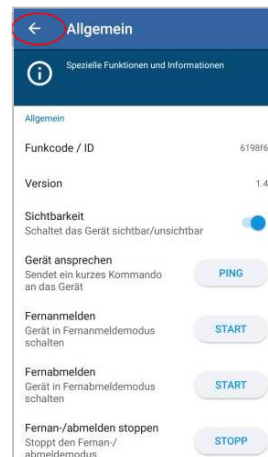 Allgemein
Spezielle Funktionen und Informationen
Allgemein
Funkcode / ID 6198f6
Version 1.4
Sichtbarkeit
Schaltet das Gerät sichtbar/unsichtbar
Gerät ansprechen
Sendet ein kurzes Kommando
an das Gerät
PING
Fernanmelden
Gerät in Fernanmeldemodus
schalten
START
Fernabmelden
Gerät in Fernabmeldemodus
schalten
START
Fernan-/abmelden stoppen
Stoppt den Fernan-/
abmeldemodus
STOPP